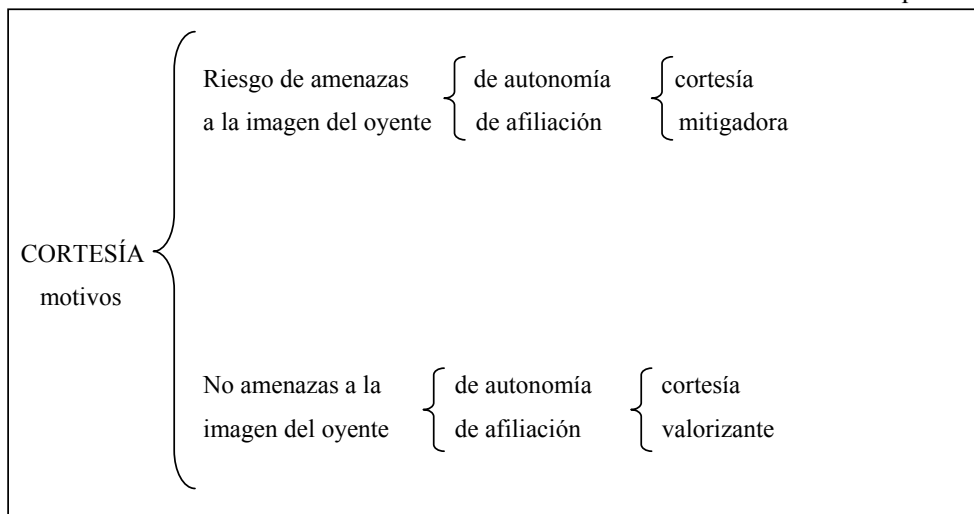 Riesgo de amenazas { de autonomía { cortesía
a la imagen del oyente { de afiliación { mitigadora
CORTESÍA {
motivos
No amenazas a la { de autonomía { cortesía
imagen del oyente { de afiliación { valorizante